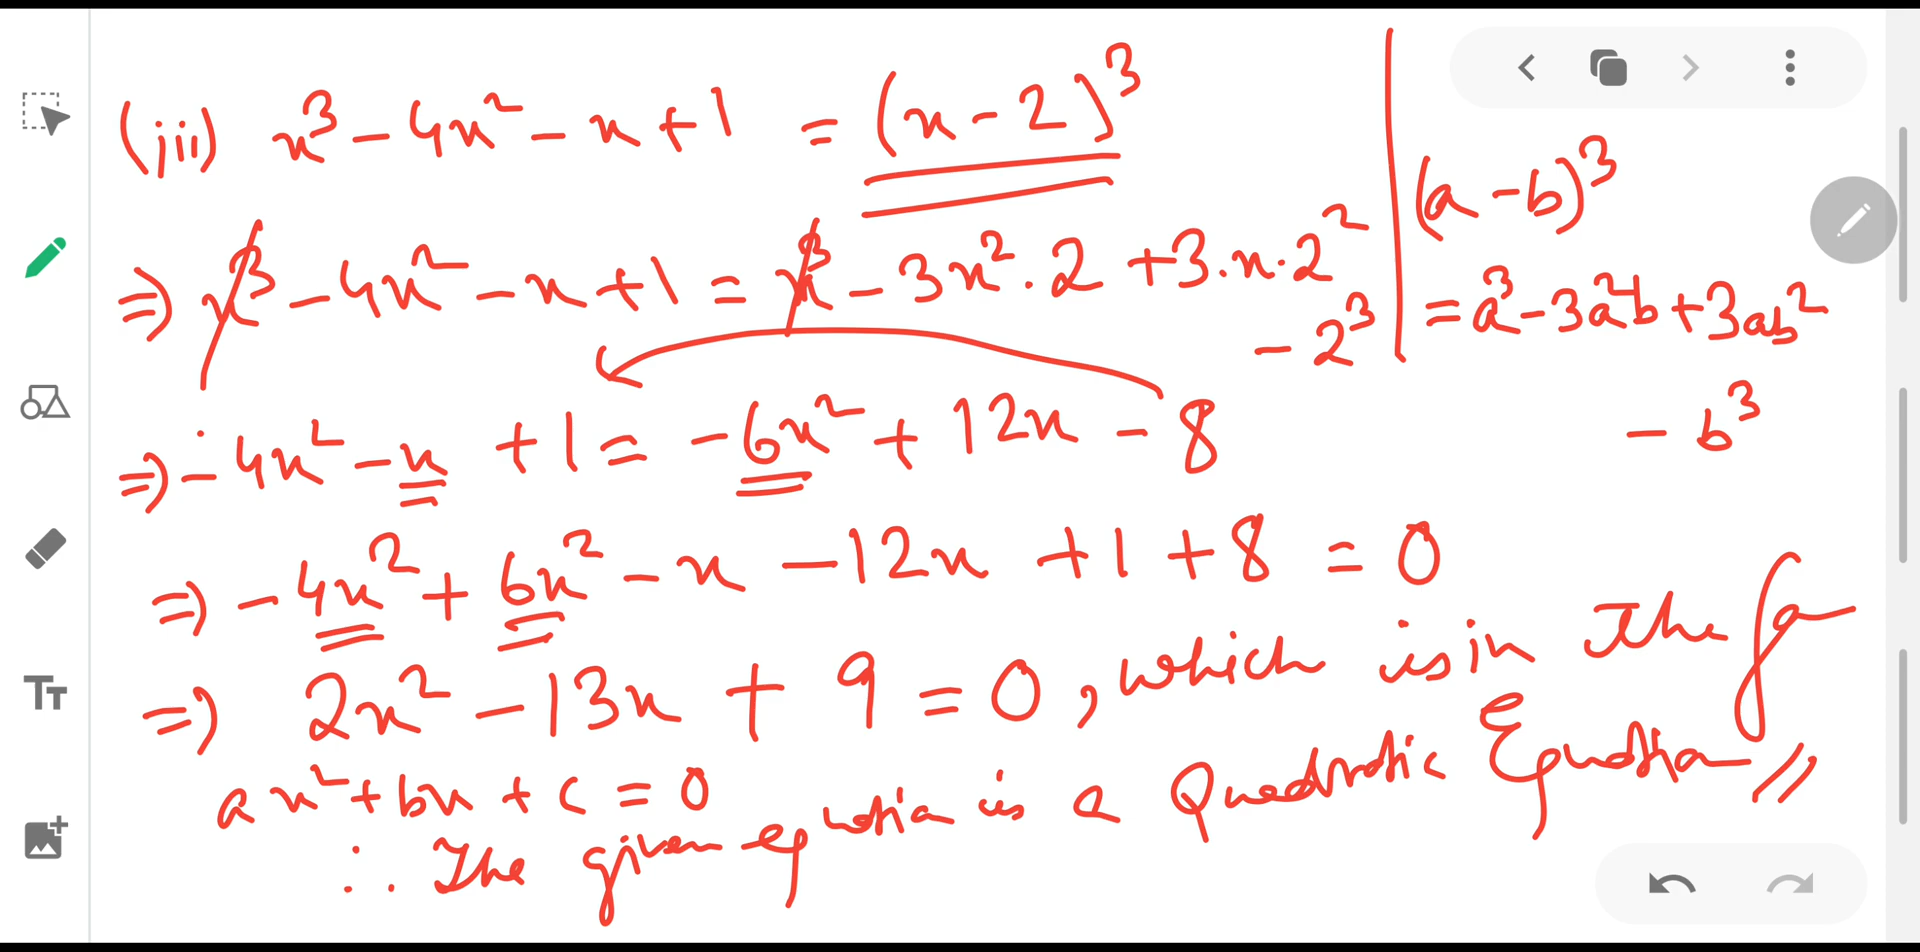 (iii) x³ - 4x² - x + 1 = (x - 2)³
⇒ x³ - 4x² - x + 1 = x³ - 3x² · 2 + 3 · x · 2²
- 2³
⇒ - 4x² - x + 1 = - 6x² + 12x - 8
⇒ - 4x² + 6x² - x - 12x + 1 + 8 = 0
⇒ 2x² - 13x + 9 = 0, which is in the
ax² + bx + c = 0
∴ The given equation is a Quadratic Equation //
(a - b)³
= a³ - 3a²b + 3ab²
- b³
Tт